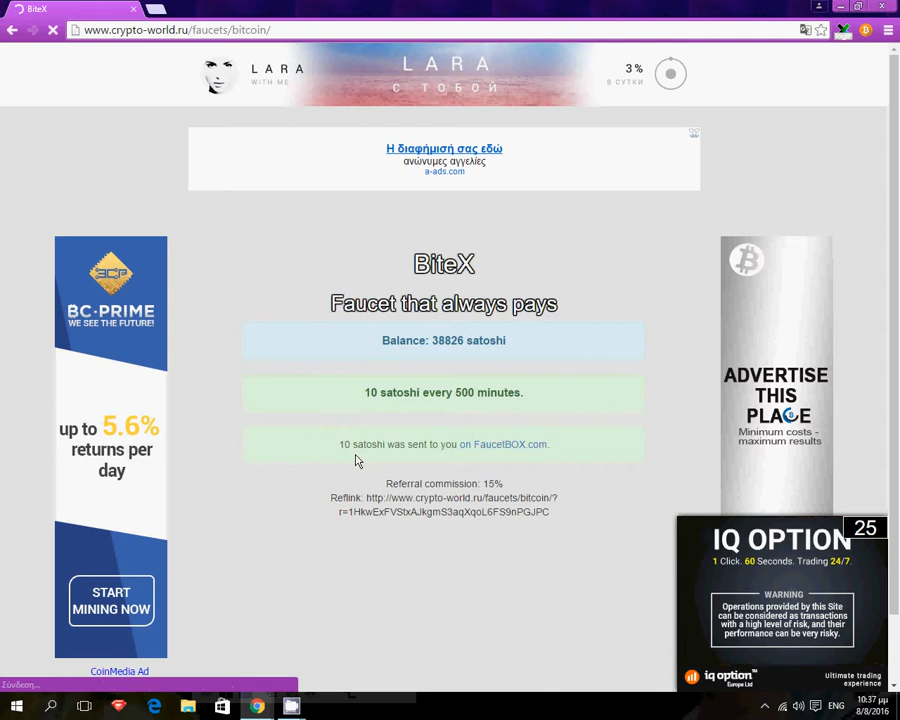 BiteX
www.crypto-world.ru/faucets/bitcoin/
LARA
WITH ME
LARA
С ТОБОЙ
3%
В СУТКИ
Η διαφήμισή σας εδώ
ανώνυμες αγγελίες
a-ads.com
BC-PRIME
WE SEE THE FUTURE!
up to 5.6%
returns per
day
START
MINING NOW
CoinMedia Ad
BiteX
Faucet that always pays
Balance: 38826 satoshi
10 satoshi every 500 minutes.
10 satoshi was sent to you on FaucetBOX.com.
Referral commission: 15%
Reflink: http://www.crypto-world.ru/faucets/bitcoin/?
r=1HkwExFVStxAJkgmS3aqXqoL6FS9nPGJPC
ADVERTISE
THIS
PLACE
Minimum costs -
maximum results
25
IQ OPTION
1 Click. 60 Seconds. Trading 24/7.
WARNING
Operations provided by this Site
can be considered as transactions
with a high level of risk, and their
performance can be very risky.
iq option
Europe Ltd
Ultimate trading
experience
Σύνδεση...
ENG
10:37 μμ
8/8/2016